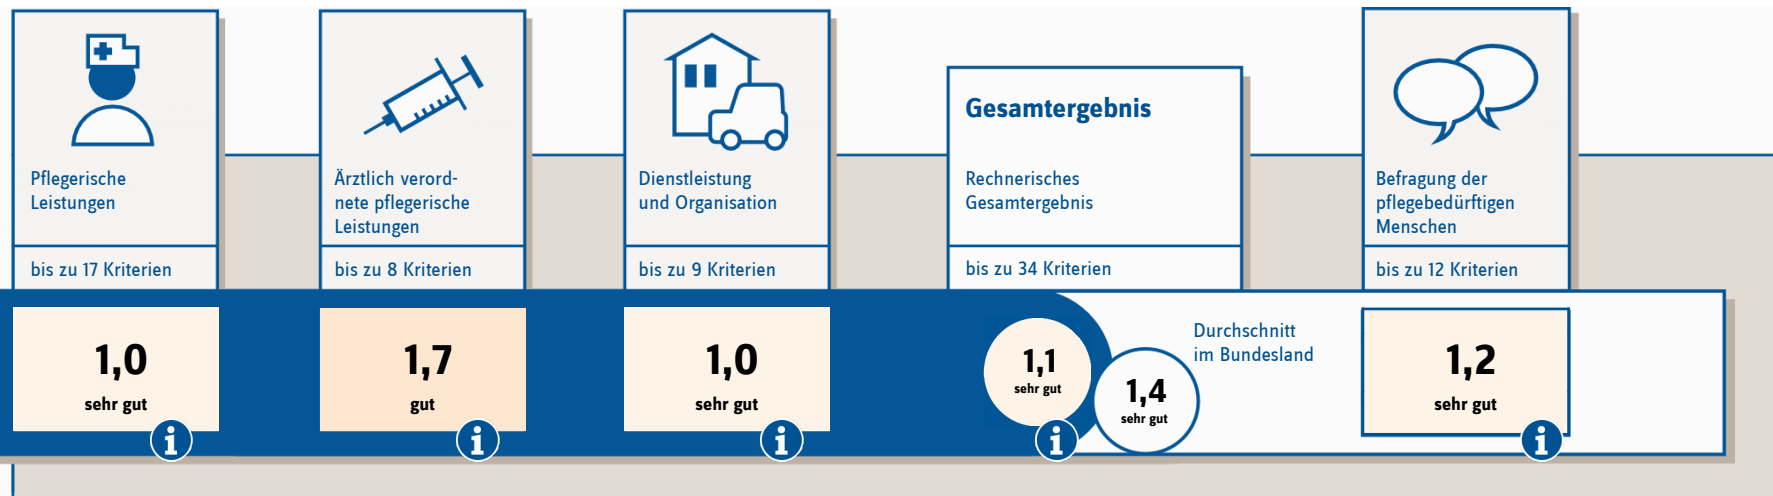 Pflegerische
Leistungen
bis zu 17 Kriterien
1,0
sehr gut
i
Ärztlich verord-
nete pflegerische
Leistungen
bis zu 8 Kriterien
1,7
gut
i
Dienstleistung
und Organisation
bis zu 9 Kriterien
1,0
sehr gut
i
Gesamtergebnis
Rechnerisches
Gesamtergebnis
bis zu 34 Kriterien
1,1
sehr gut
i
1,4
sehr gut
Durchschnitt
im Bundesland
Befragung der
pflegebedürftigen
Menschen
bis zu 12 Kriterien
1,2
sehr gut
i